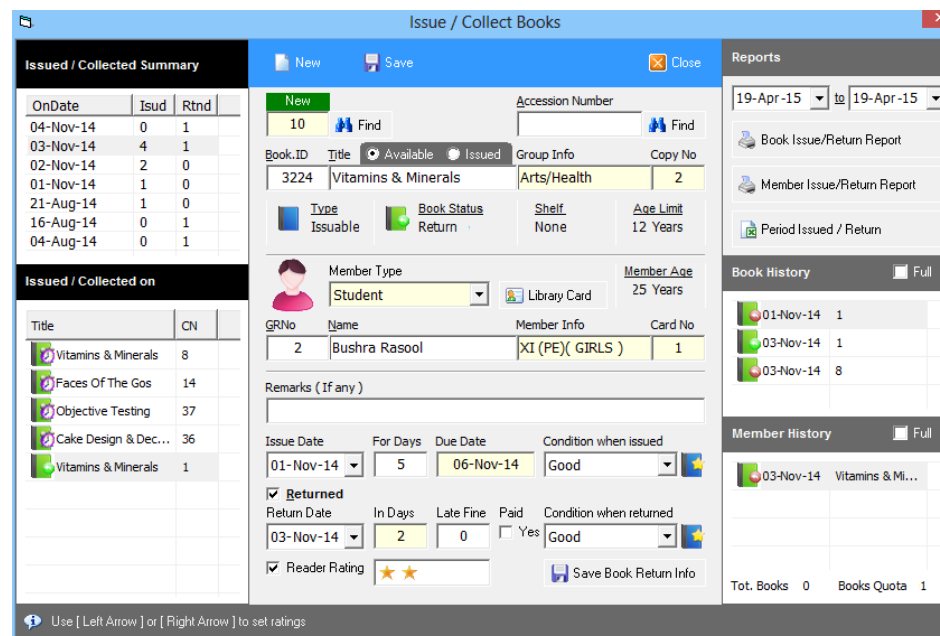 Issue / Collect Books
Issued / Collected Summary
OnDate Isud Rtnd
04-Nov-14 0 1
03-Nov-14 4 1
02-Nov-14 2 0
01-Nov-14 1 0
21-Aug-14 1 0
16-Aug-14 0 1
04-Aug-14 0 1
Issued / Collected on
Title CN
Vitamins & Minerals 8
Faces Of The Gos 14
Objective Testing 37
Cake Design & Dec... 36
Vitamins & Minerals 1
New Save Close
New Accession Number
10 Find Find
Book.ID Title Available Issued Group Info Copy No
3224 Vitamins & Minerals Arts/Health 2
Type Book Status Shelf Age Limit
Issuable Return None 12 Years
Member Type Member Age
Student Library Card 25 Years
GRNo Name Member Info Card No
2 Bushra Rasool XI (PE)( GIRLS ) 1
Remarks ( If any )
Issue Date For Days Due Date Condition when issued
01-Nov-14 5 06-Nov-14 Good
Returned
Return Date In Days Late Fine Paid Condition when returned
03-Nov-14 2 0 Yes Good
Reader Rating Save Book Return Info
Reports
19-Apr-15 to 19-Apr-15
Book Issue/Return Report
Member Issue/Return Report
Period Issued / Return
Book History Full
01-Nov-14 1
03-Nov-14 1
03-Nov-14 8
Member History Full
03-Nov-14 Vitamins & Mi...
Tot. Books 0 Books Quota 1
Use [ Left Arrow ] or [ Right Arrow ] to set ratings